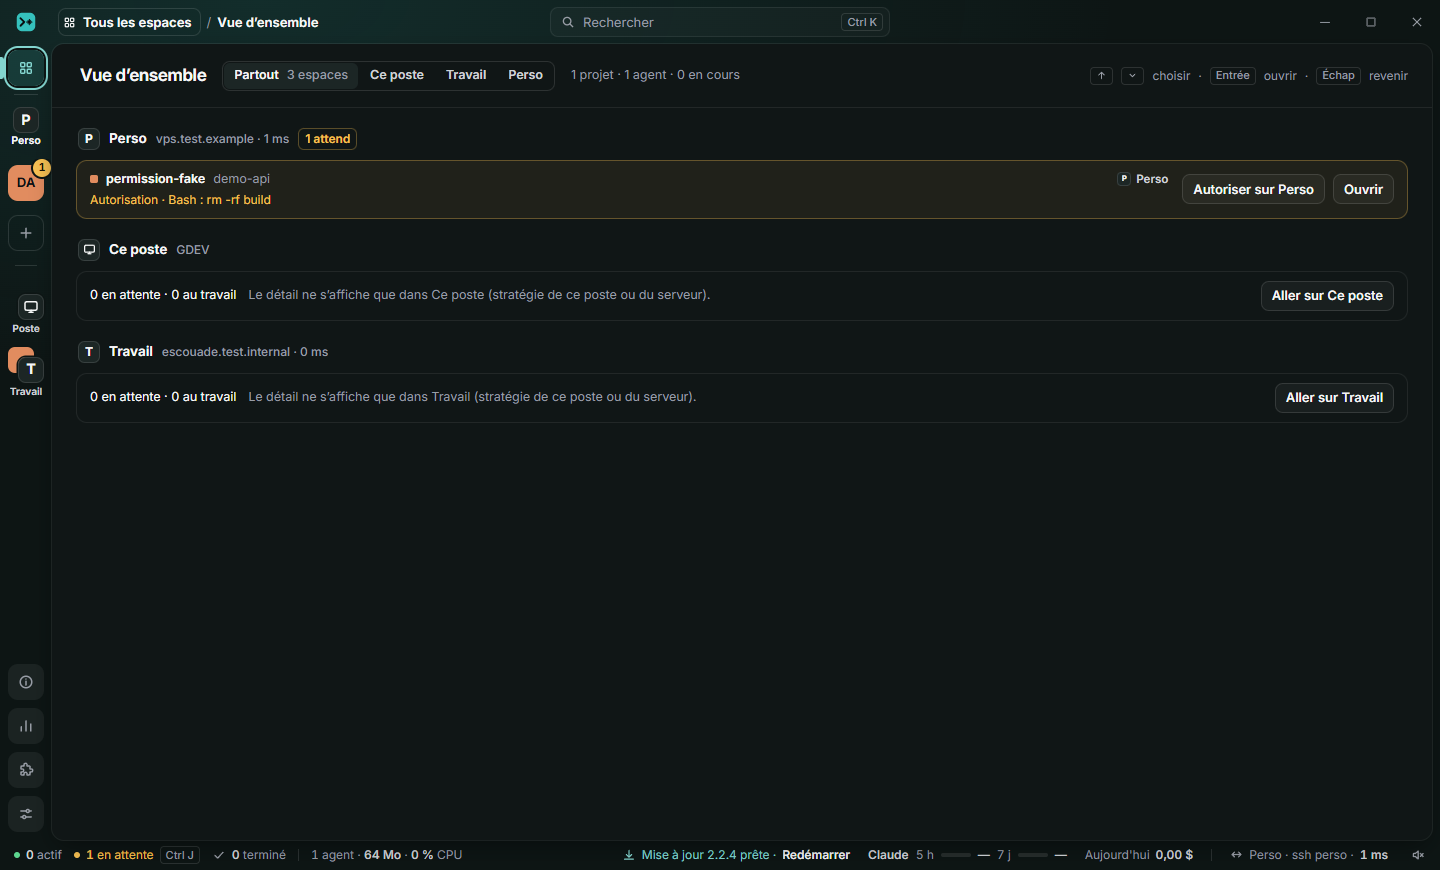 Tous les espaces / Vue d’ensemble
Rechercher
Ctrl K
Vue d’ensemble
Partout 3 espaces
Ce poste
Travail
Perso
1 projet · 1 agent · 0 en cours
choisir · Entrée ouvrir · Échap revenir
P
Perso
DA
1
Poste
T
Travail
P Perso vps.test.example · 1 ms 1 attend
permission-fake demo-api
Autorisation · Bash : rm -rf build
P Perso
Autoriser sur Perso
Ouvrir
Ce poste GDEV
0 en attente · 0 au travail Le détail ne s’affiche que dans Ce poste (stratégie de ce poste ou du serveur).
Aller sur Ce poste
T Travail escouade.test.internal · 0 ms
0 en attente · 0 au travail Le détail ne s’affiche que dans Travail (stratégie de ce poste ou du serveur).
Aller sur Travail
0 actif 1 en attente Ctrl J 0 terminé 1 agent · 64 Mo · 0 % CPU
Mise à jour 2.2.4 prête · Redémarrer Claude 5 h — 7 j — Aujourd'hui 0,00 $ Perso · ssh perso · 1 ms